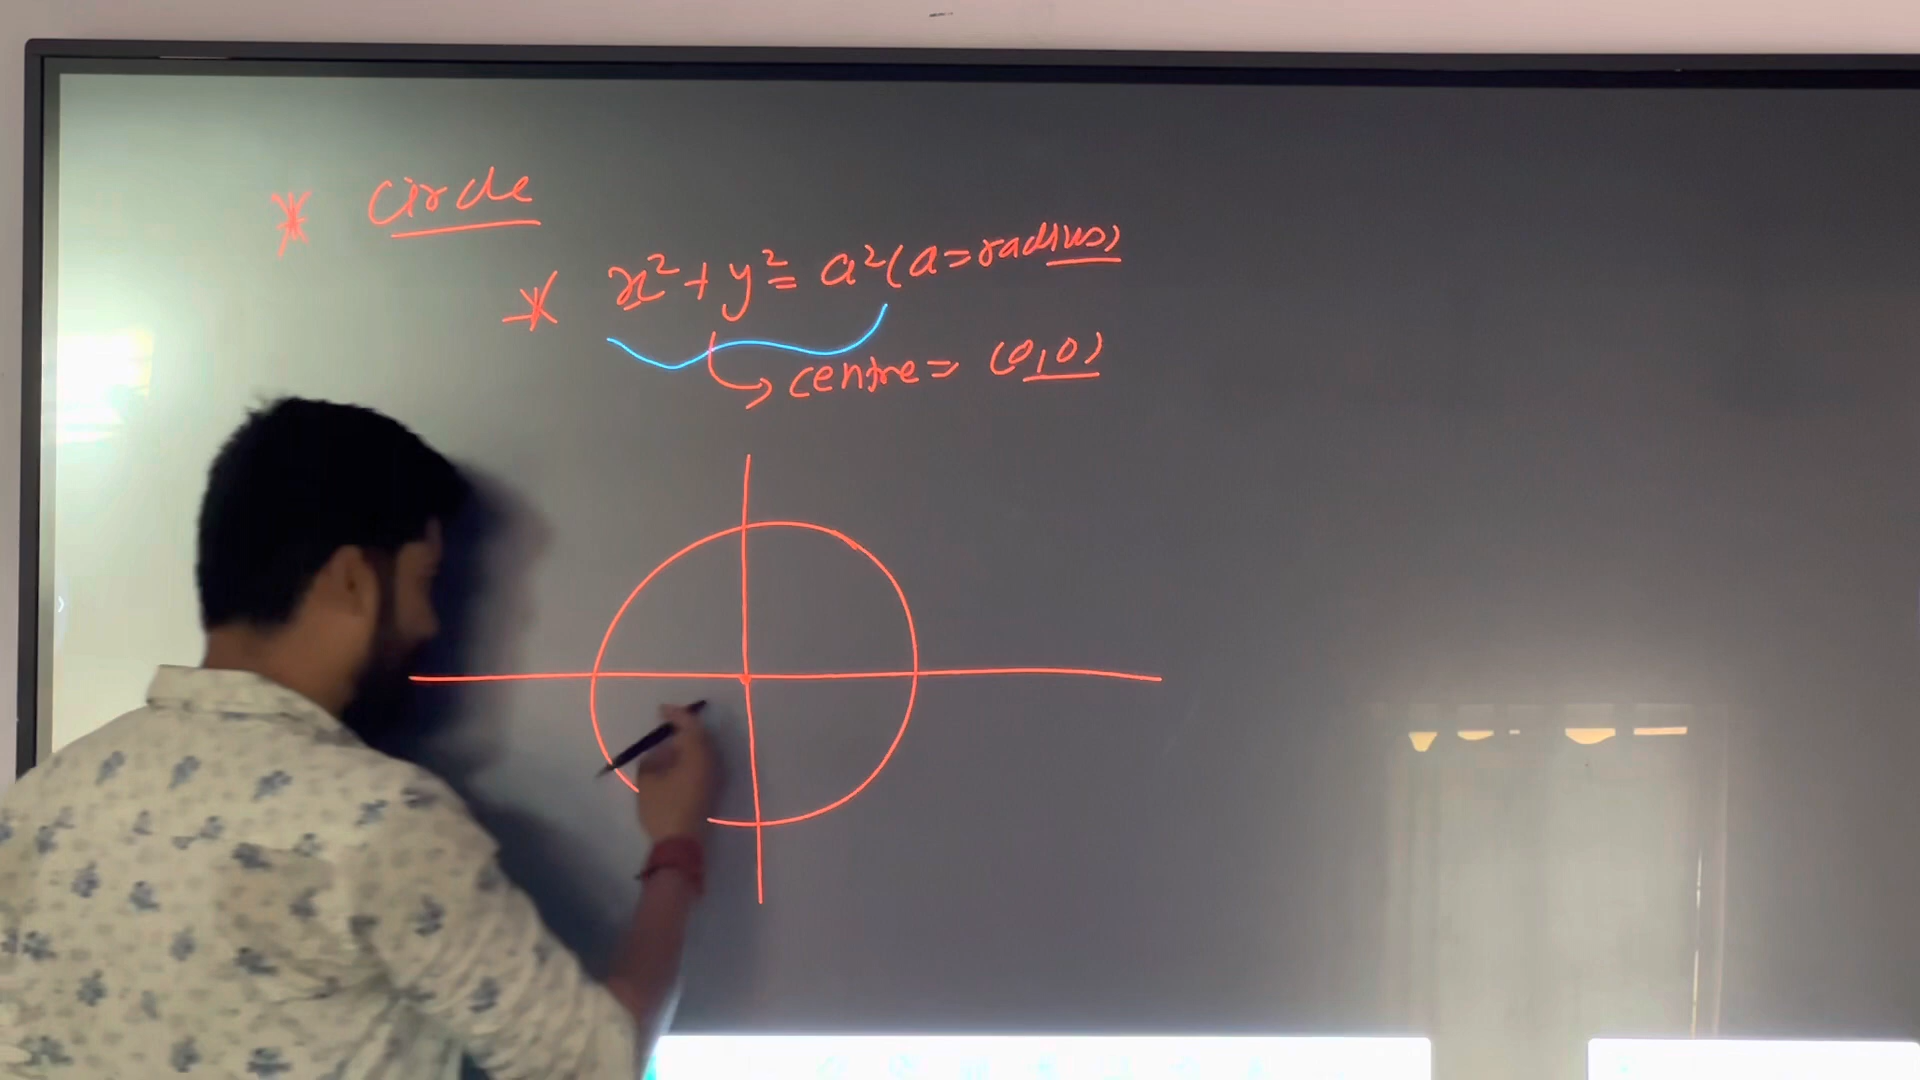 * Circle
* x² + y² = a² (a = radius)
centre = (0,0)